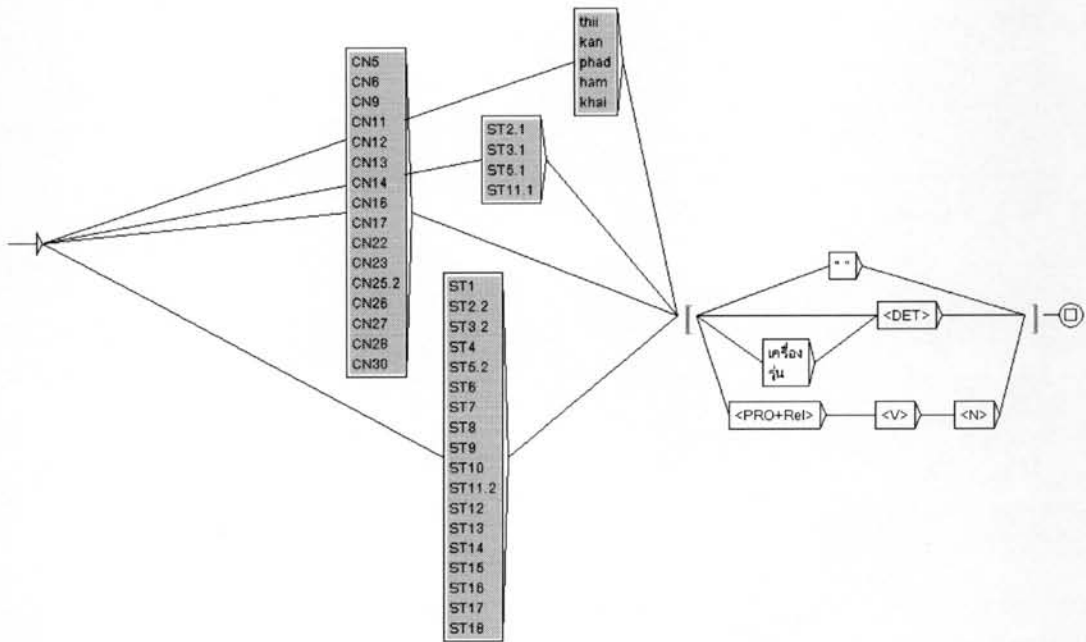 thii
kan
phad
ham
khai
CN5
CN6
CN9
CN11
CN12
CN13
CN14
CN16
CN17
CN22
CN23
CN25.2
CN26
CN27
CN28
CN30
ST2.1
ST3.1
ST5.1
ST11.1
ST1
ST2.2
ST3.2
ST4
ST5.2
ST6
ST7
ST8
ST9
ST10
ST11.2
ST12
ST13
ST14
ST15
ST16
ST17
ST18
[
" "
<DET>
เครื่อง
รุ่น
<PRO+Rel>
<V>
<N>
]